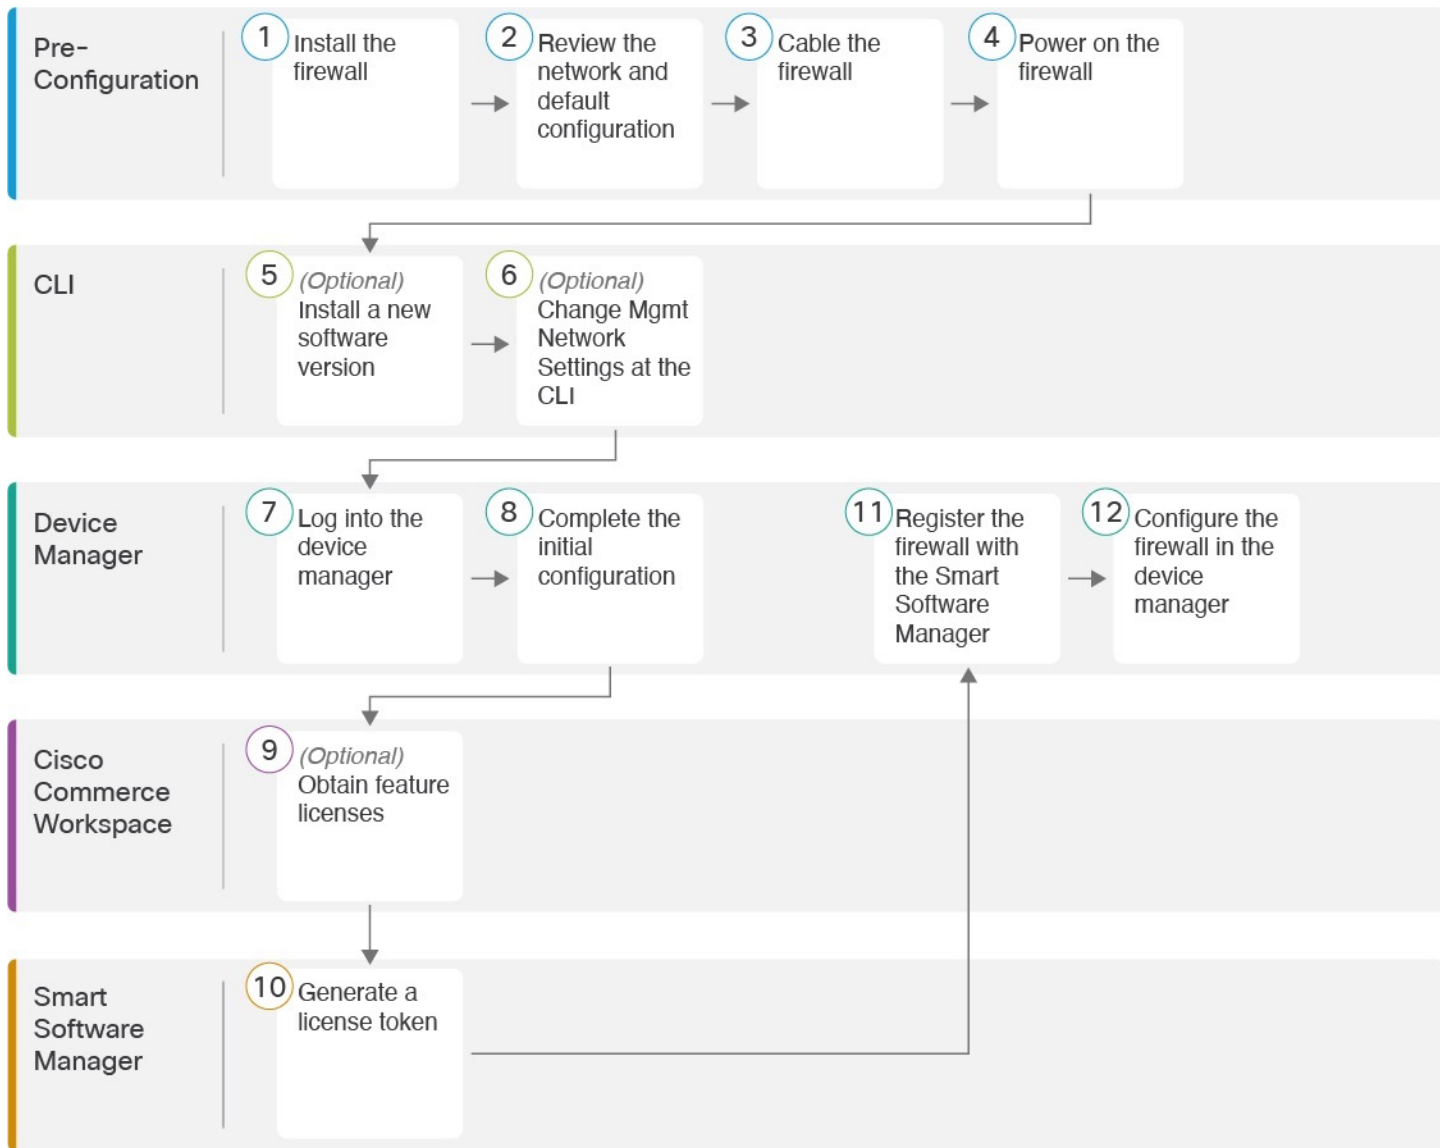 Pre-
Configuration
1
Install the
firewall
2
Review the
network and
default
configuration
3
Cable the
firewall
4
Power on the
firewall
CLI
5
(Optional)
Install a new
software
version
6
(Optional)
Change Mgmt
Network
Settings at the
CLI
Device
Manager
7
Log into the
device
manager
8
Complete the
initial
configuration
11
Register the
firewall with
the Smart
Software
Manager
12
Configure the
firewall in the
device
manager
Cisco
Commerce
Workspace
9
(Optional)
Obtain feature
licenses
Smart
Software
Manager
10
Generate a
license token